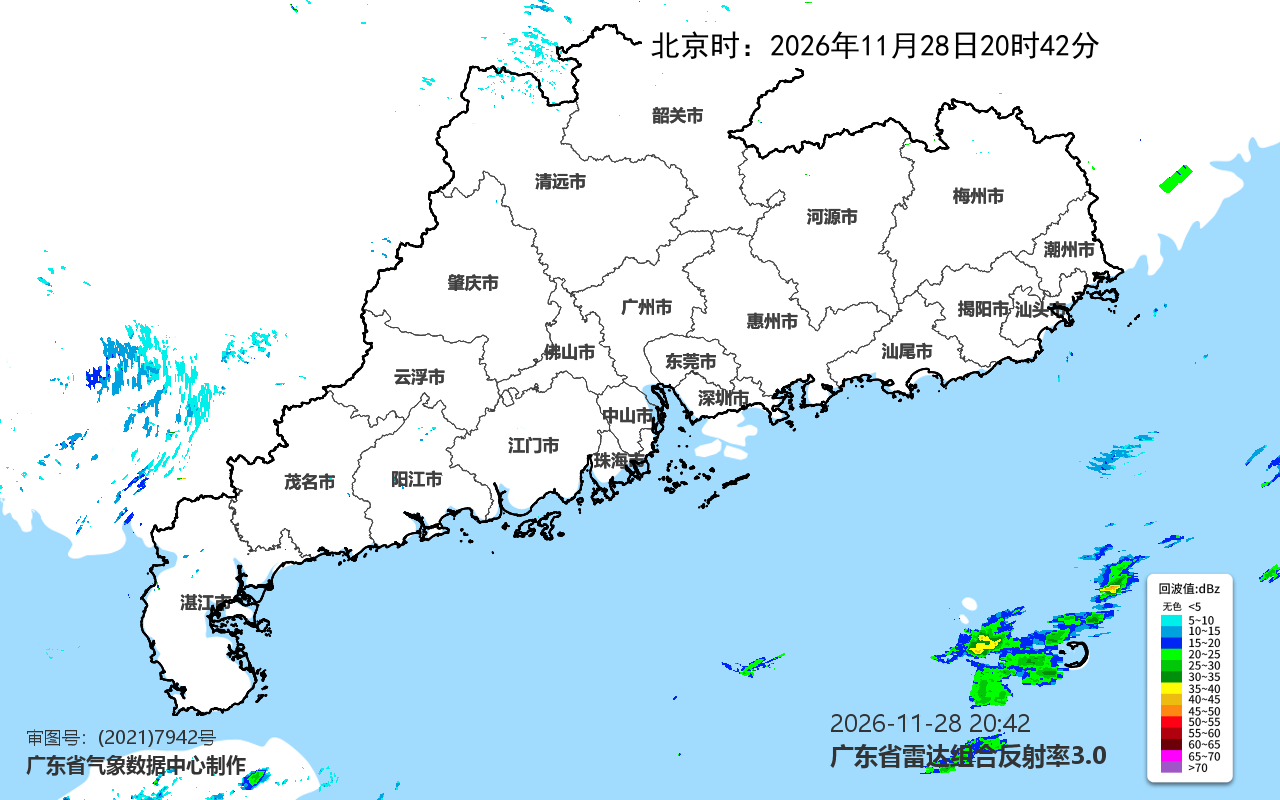 北京时：2026年11月28日20时42分
韶关市
清远市
梅州市
河源市
潮州市
肇庆市
广州市
揭阳市
汕头市
惠州市
佛山市
汕尾市
东莞市
云浮市
深圳市
中山市
江门市
珠海市
阳江市
茂名市
湛江市
回波值:dBz
无色 <5
5~10
10~15
15~20
20~25
25~30
30~35
35~40
40~45
45~50
50~55
55~60
60~65
65~70
>70
2026-11-28 20:42
广东省雷达组合反射率3.0
审图号：(2021)7942号
广东省气象数据中心制作